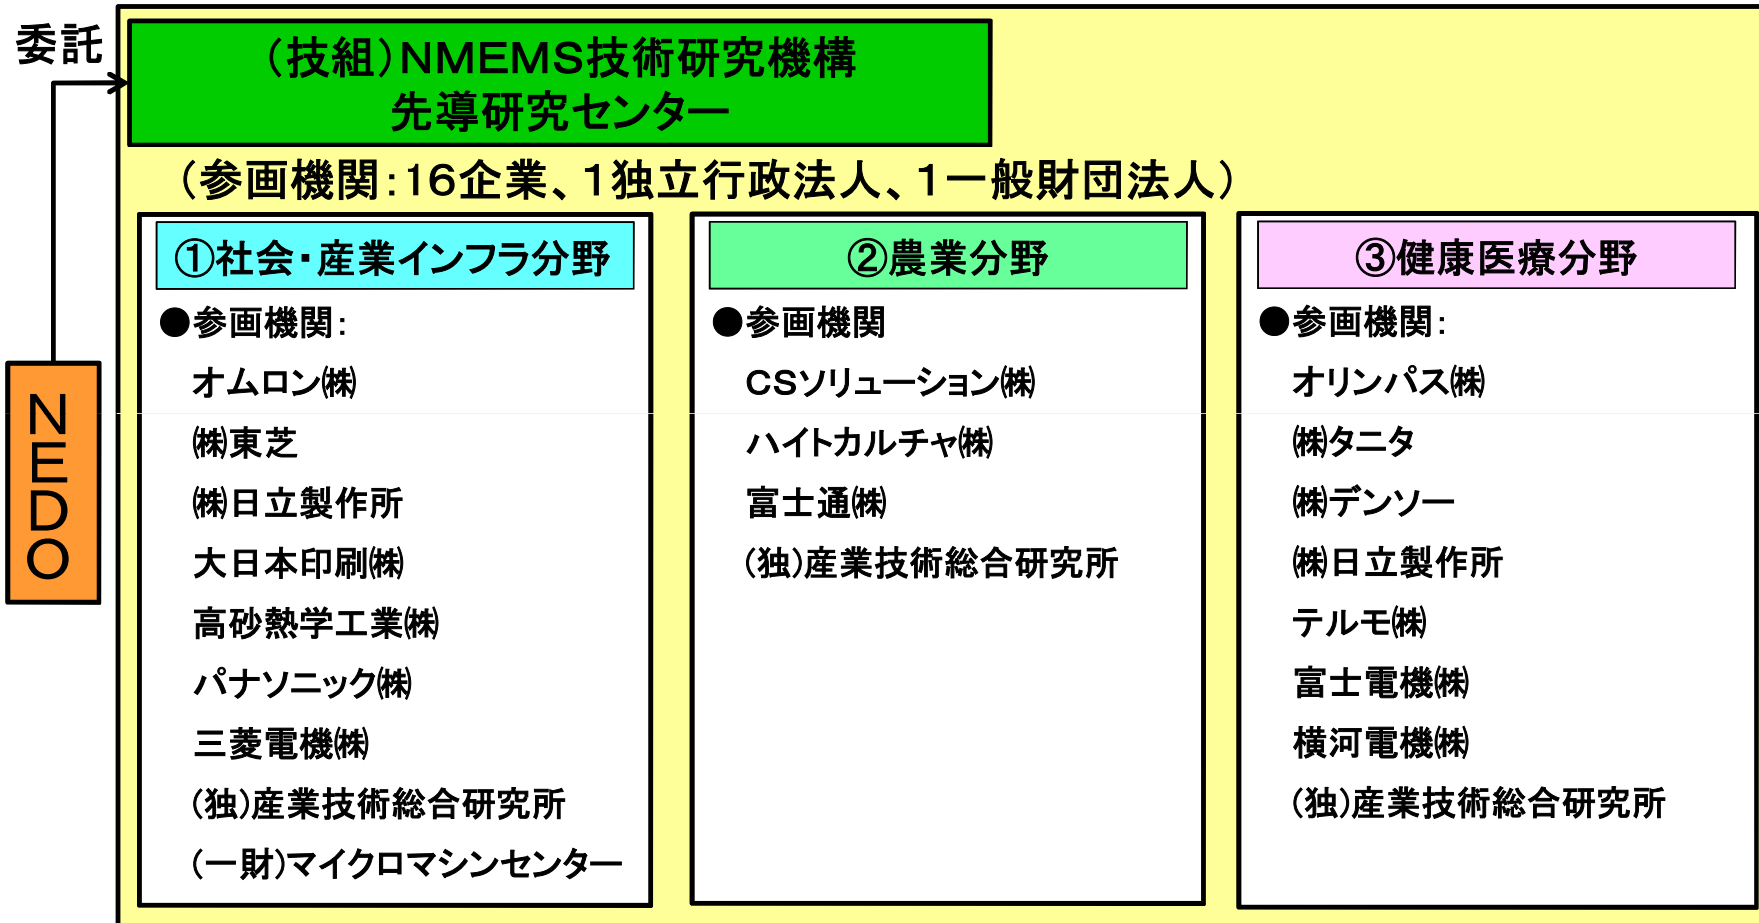 委託
(技組)NMEMS技術研究機構
先導研究センター
(参画機関:16企業、1独立行政法人、1一般財団法人)
NEDO
①社会・産業インフラ分野
●参画機関:
オムロン㈱
㈱東芝
㈱日立製作所
大日本印刷㈱
高砂熱学工業㈱
パナソニック㈱
三菱電機㈱
(独)産業技術総合研究所
(一財)マイクロマシンセンター
②農業分野
●参画機関
CSソリューション㈱
ハイトカルチャ㈱
富士通㈱
(独)産業技術総合研究所
③健康医療分野
●参画機関:
オリンパス㈱
㈱タニタ
㈱デンソー
㈱日立製作所
テルモ㈱
富士電機㈱
横河電機㈱
(独)産業技術総合研究所